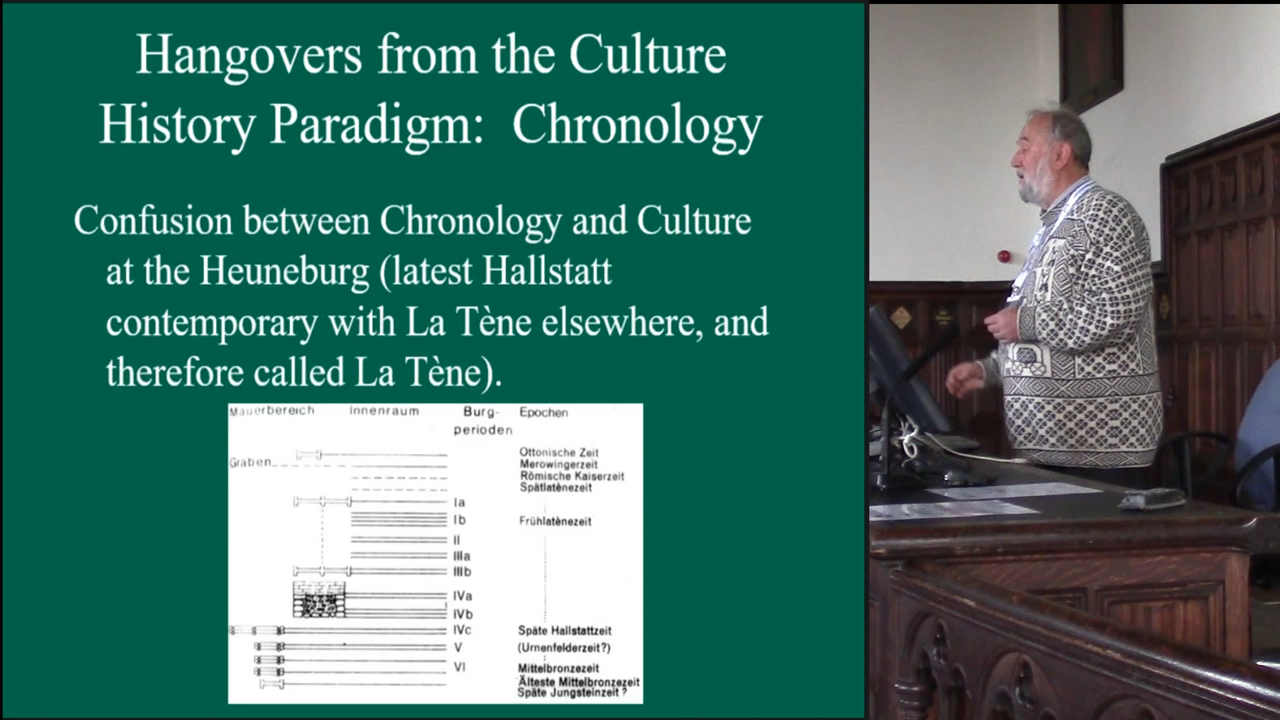 Hangovers from the Culture
History Paradigm: Chronology
Confusion between Chronology and Culture
at the Heuneburg (latest Hallstatt
contemporary with La Tène elsewhere, and
therefore called La Tène).
Mauerbereich Innenraum Burg- Epochen
perioden
Ottonische Zeit
Graben Merowingerzeit
Römische Kaiserzeit
Spätlatènezeit
Ia
Ib Frühlatènezeit
II
IIIa
IIIb
IVa
IVb
IVc Späte Hallstattzeit
V (Urnenfelderzeit?)
VI Mittelbronzezeit
Älteste Mittelbronzezeit
Späte Jungsteinzeit ?